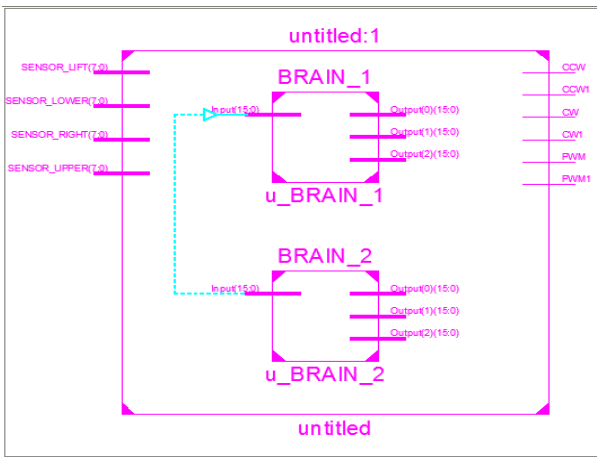 untitled:1
SENSOR_LIFT(7:0)
SENSOR_LOWER(7:0)
SENSOR_RIGHT(7:0)
SENSOR_UPPER(7:0)
BRAIN_1
Input(15:0)
Output(0)(15:0)
Output(1)(15:0)
Output(2)(15:0)
u_BRAIN_1
BRAIN_2
Input(15:0)
Output(0)(15:0)
Output(1)(15:0)
Output(2)(15:0)
u_BRAIN_2
CCW
CCW1
CW
CW1
PWM
PWM1
untitled